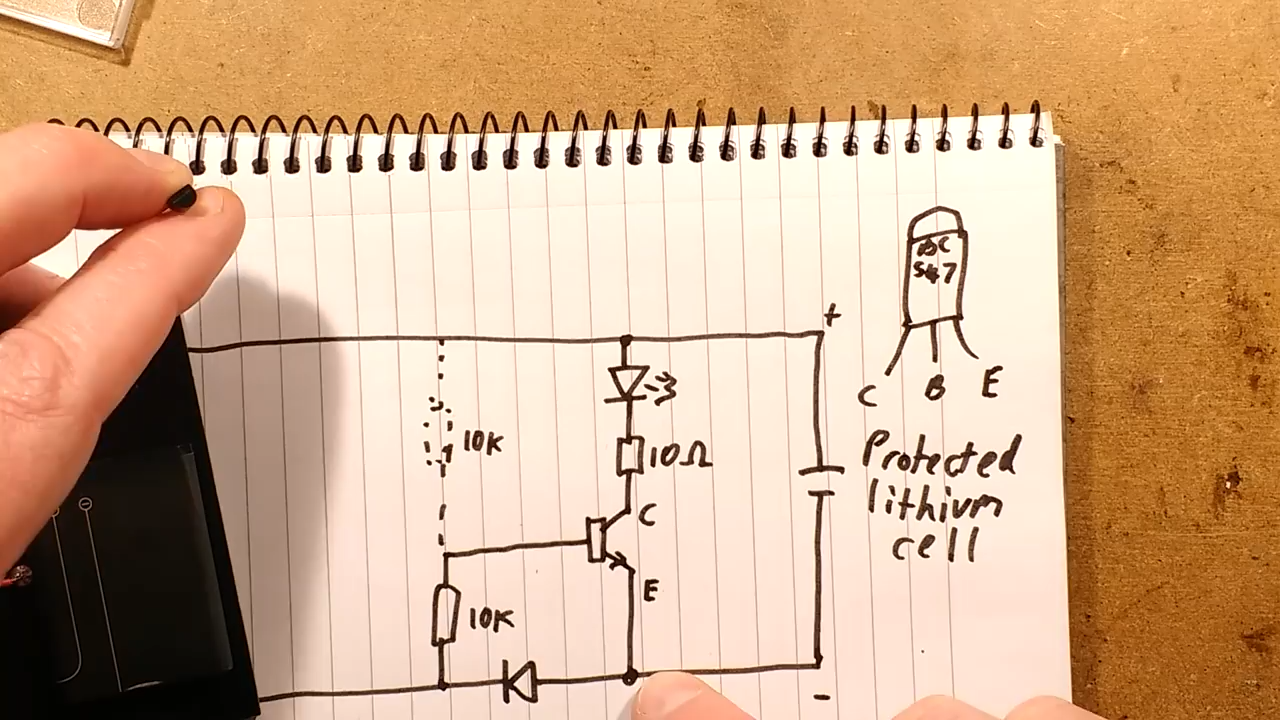 +
BC
547
C B E
10K
10Ω
Protected
lithium
cell
C
E
10K
-